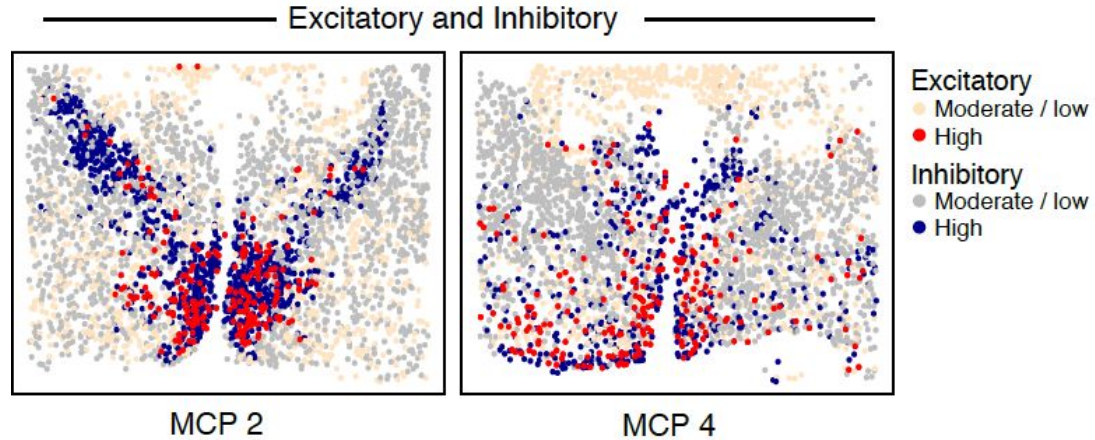 Excitatory and Inhibitory
Excitatory
Moderate / low
High
Inhibitory
Moderate / low
High
MCP 2
MCP 4